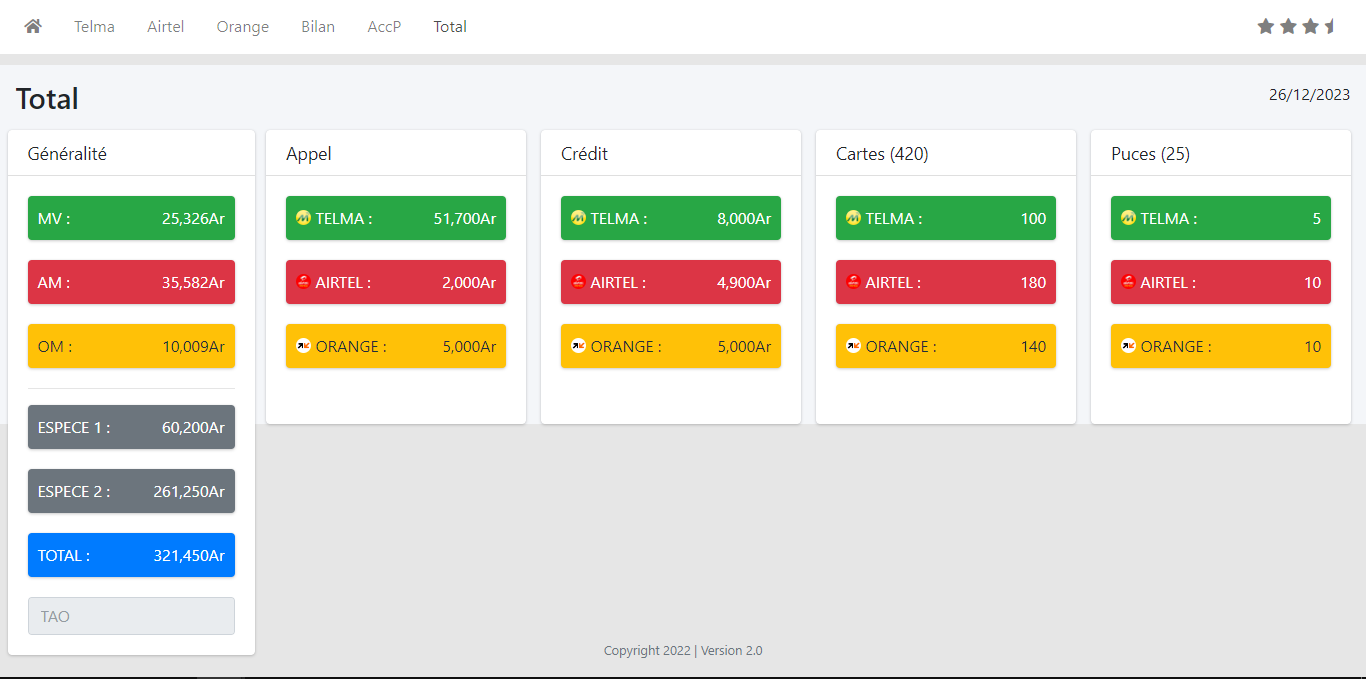 Telma Airtel Orange Bilan AccP Total
Total
26/12/2023
Généralité
MV : 25,326Ar
AM : 35,582Ar
OM : 10,009Ar
ESPECE 1 : 60,200Ar
ESPECE 2 : 261,250Ar
TOTAL : 321,450Ar
TAO
Appel
TELMA : 51,700Ar
AIRTEL : 2,000Ar
ORANGE : 5,000Ar
Crédit
TELMA : 8,000Ar
AIRTEL : 4,900Ar
ORANGE : 5,000Ar
Cartes (420)
TELMA : 100
AIRTEL : 180
ORANGE : 140
Puces (25)
TELMA : 5
AIRTEL : 10
ORANGE : 10
Copyright 2022 | Version 2.0